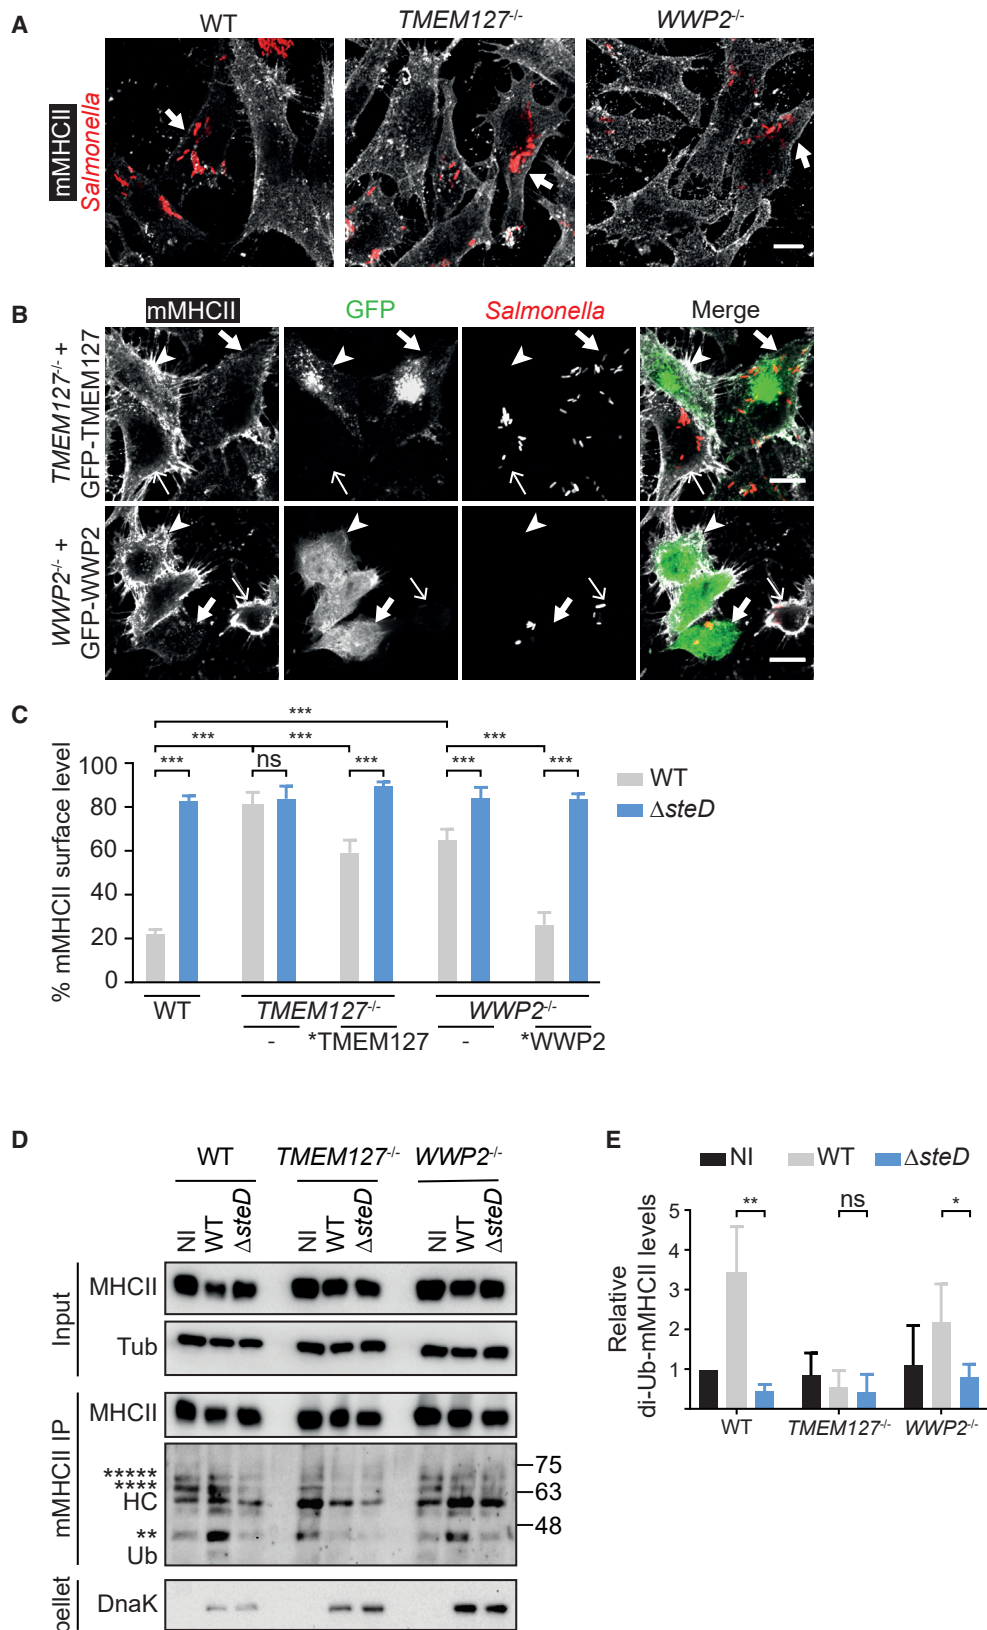 A
WT
TMEM127-/-
WWP2-/-
mMHCII
Salmonella
B
mMHCII
GFP
Salmonella
Merge
TMEM127-/- +
GFP-TMEM127
WWP2-/- +
GFP-WWP2
C
% mMHCII surface level
100
80
60
40
20
0
***
*** ***
***
*** ns *** *** ***
WT
ΔsteD
WT
TMEM127-/-
WWP2-/-
- *TMEM127 - *WWP2
D
WT TMEM127-/- WWP2-/-
NI WT ΔsteD NI WT ΔsteD NI WT ΔsteD
Input
MHCII
Tub
mMHCII IP
MHCII
*****
****
HC
**
Ub
75
63
48
pellet
DnaK
E
NI WT ΔsteD
Relative
di-Ub-mMHCII levels
5
4
3
2
1
** ns *
WT TMEM127-/- WWP2-/-